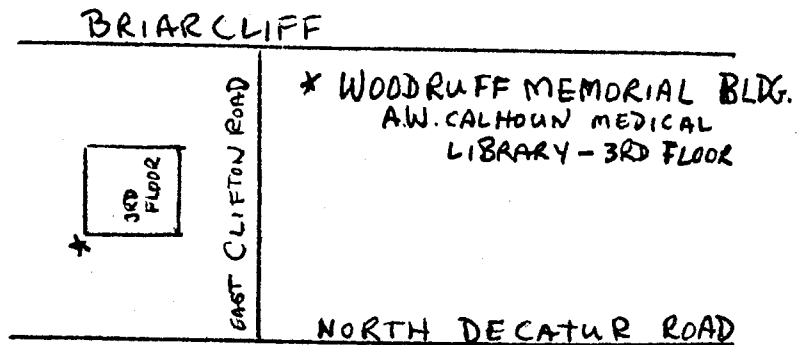 BRIARCLIFF
* WOODRUFF MEMORIAL BLDG.
A.W. CALHOUN MEDICAL
LIBRARY - 3RD FLOOR
EAST CLIFTON ROAD
3RD
FLOOR
*
NORTH DECATUR ROAD